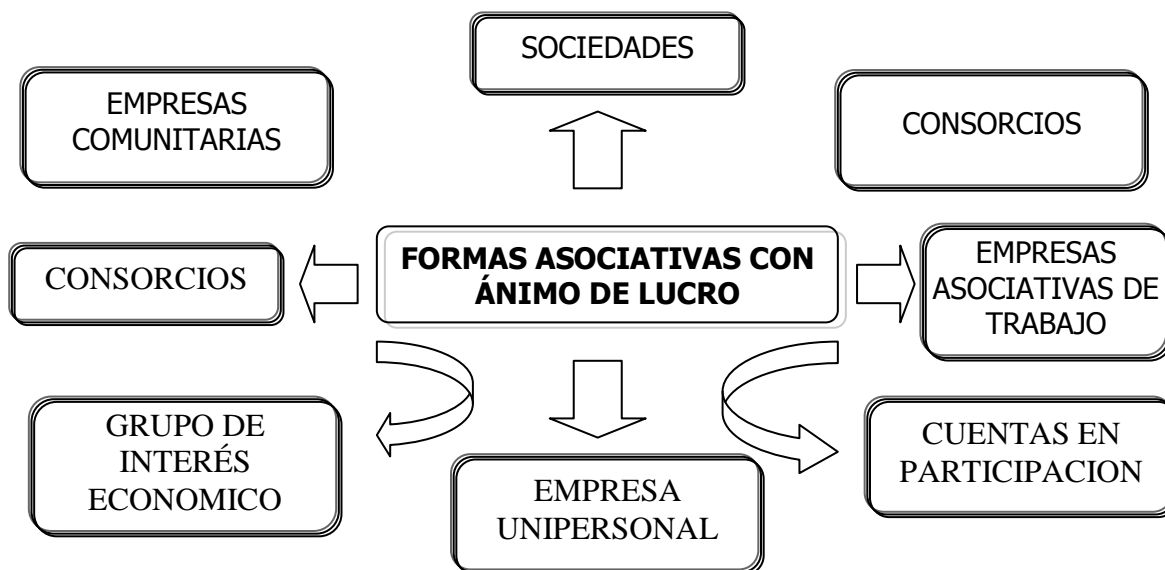 SOCIEDADES
EMPRESAS
COMUNITARIAS
CONSORCIOS
CONSORCIOS
FORMAS ASOCIATIVAS CON
ÁNIMO DE LUCRO
EMPRESAS
ASOCIATIVAS DE
TRABAJO
GRUPO DE
INTERÉS
ECONOMICO
EMPRESA
UNIPERSONAL
CUENTAS EN
PARTICIPACION